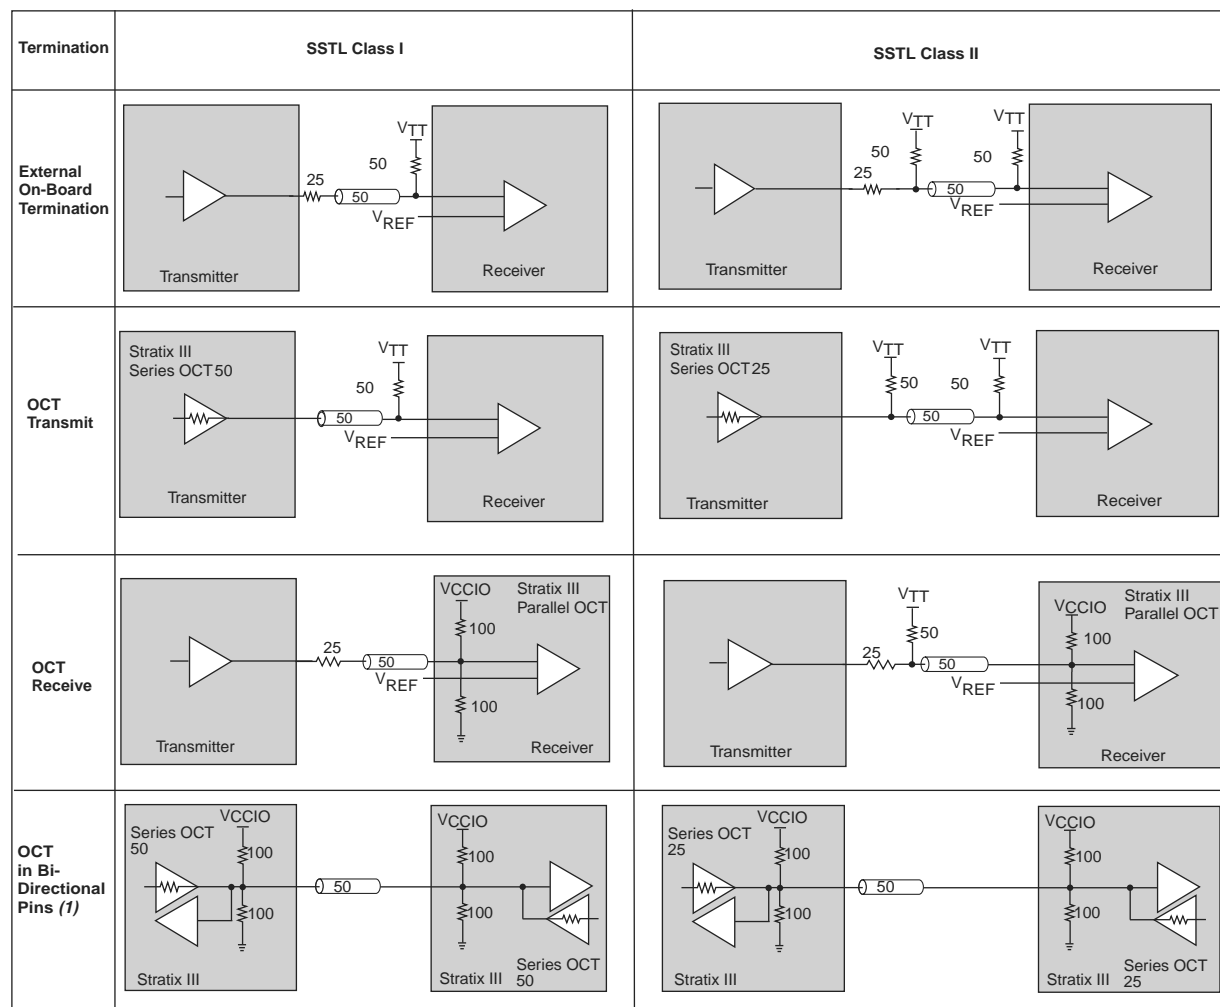 Termination
SSTL Class I
SSTL Class II
External
On-Board
Termination
25
50
50
VTT
VREF
Transmitter
Receiver
25
50
VTT
50
50
VTT
VREF
Transmitter
Receiver
OCT
Transmit
Stratix III
Series OCT 50
50
50
VTT
VREF
Transmitter
Receiver
Stratix III
Series OCT 25
VTT
50
50
50
VTT
VREF
Transmitter
Receiver
OCT
Receive
25
50
VREF
VCCIO
100
100
Stratix III
Parallel OCT
Transmitter
Receiver
25
VTT
50
50
VREF
VCCIO
100
100
Stratix III
Parallel OCT
Transmitter
Receiver
OCT
in Bi-
Directional
Pins (1)
Series OCT
50
VCCIO
100
100
Stratix III
50
VCCIO
100
100
Stratix III
Series OCT
50
Series OCT
25
VCCIO
100
100
Stratix III
50
VCCIO
100
100
Stratix III
Series OCT
25